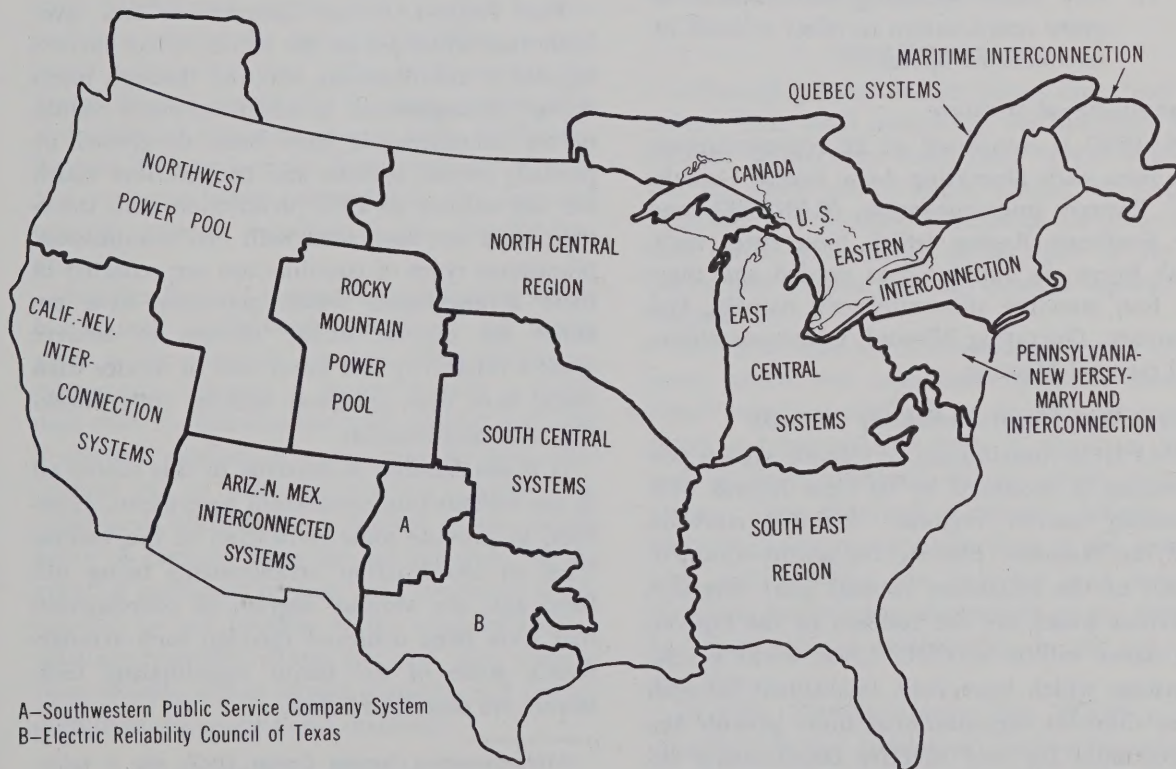 MARITIME INTERCONNECTION
QUEBEC SYSTEMS
NORTHWEST
POWER POOL
CANADA
U. S.
EASTERN
INTERCONNECTION
NORTH CENTRAL
REGION
ROCKY
MOUNTAIN
POWER
POOL
CALIF.-NEV.
INTER-
CONNECTION
SYSTEMS
EAST
CENTRAL
SYSTEMS
PENNSYLVANIA-
NEW JERSEY-
MARYLAND
INTERCONNECTION
SOUTH CENTRAL
SYSTEMS
ARIZ.-N. MEX.
INTERCONNECTED
SYSTEMS
A
SOUTH EAST
REGION
B
A–Southwestern Public Service Company System
B–Electric Reliability Council of Texas